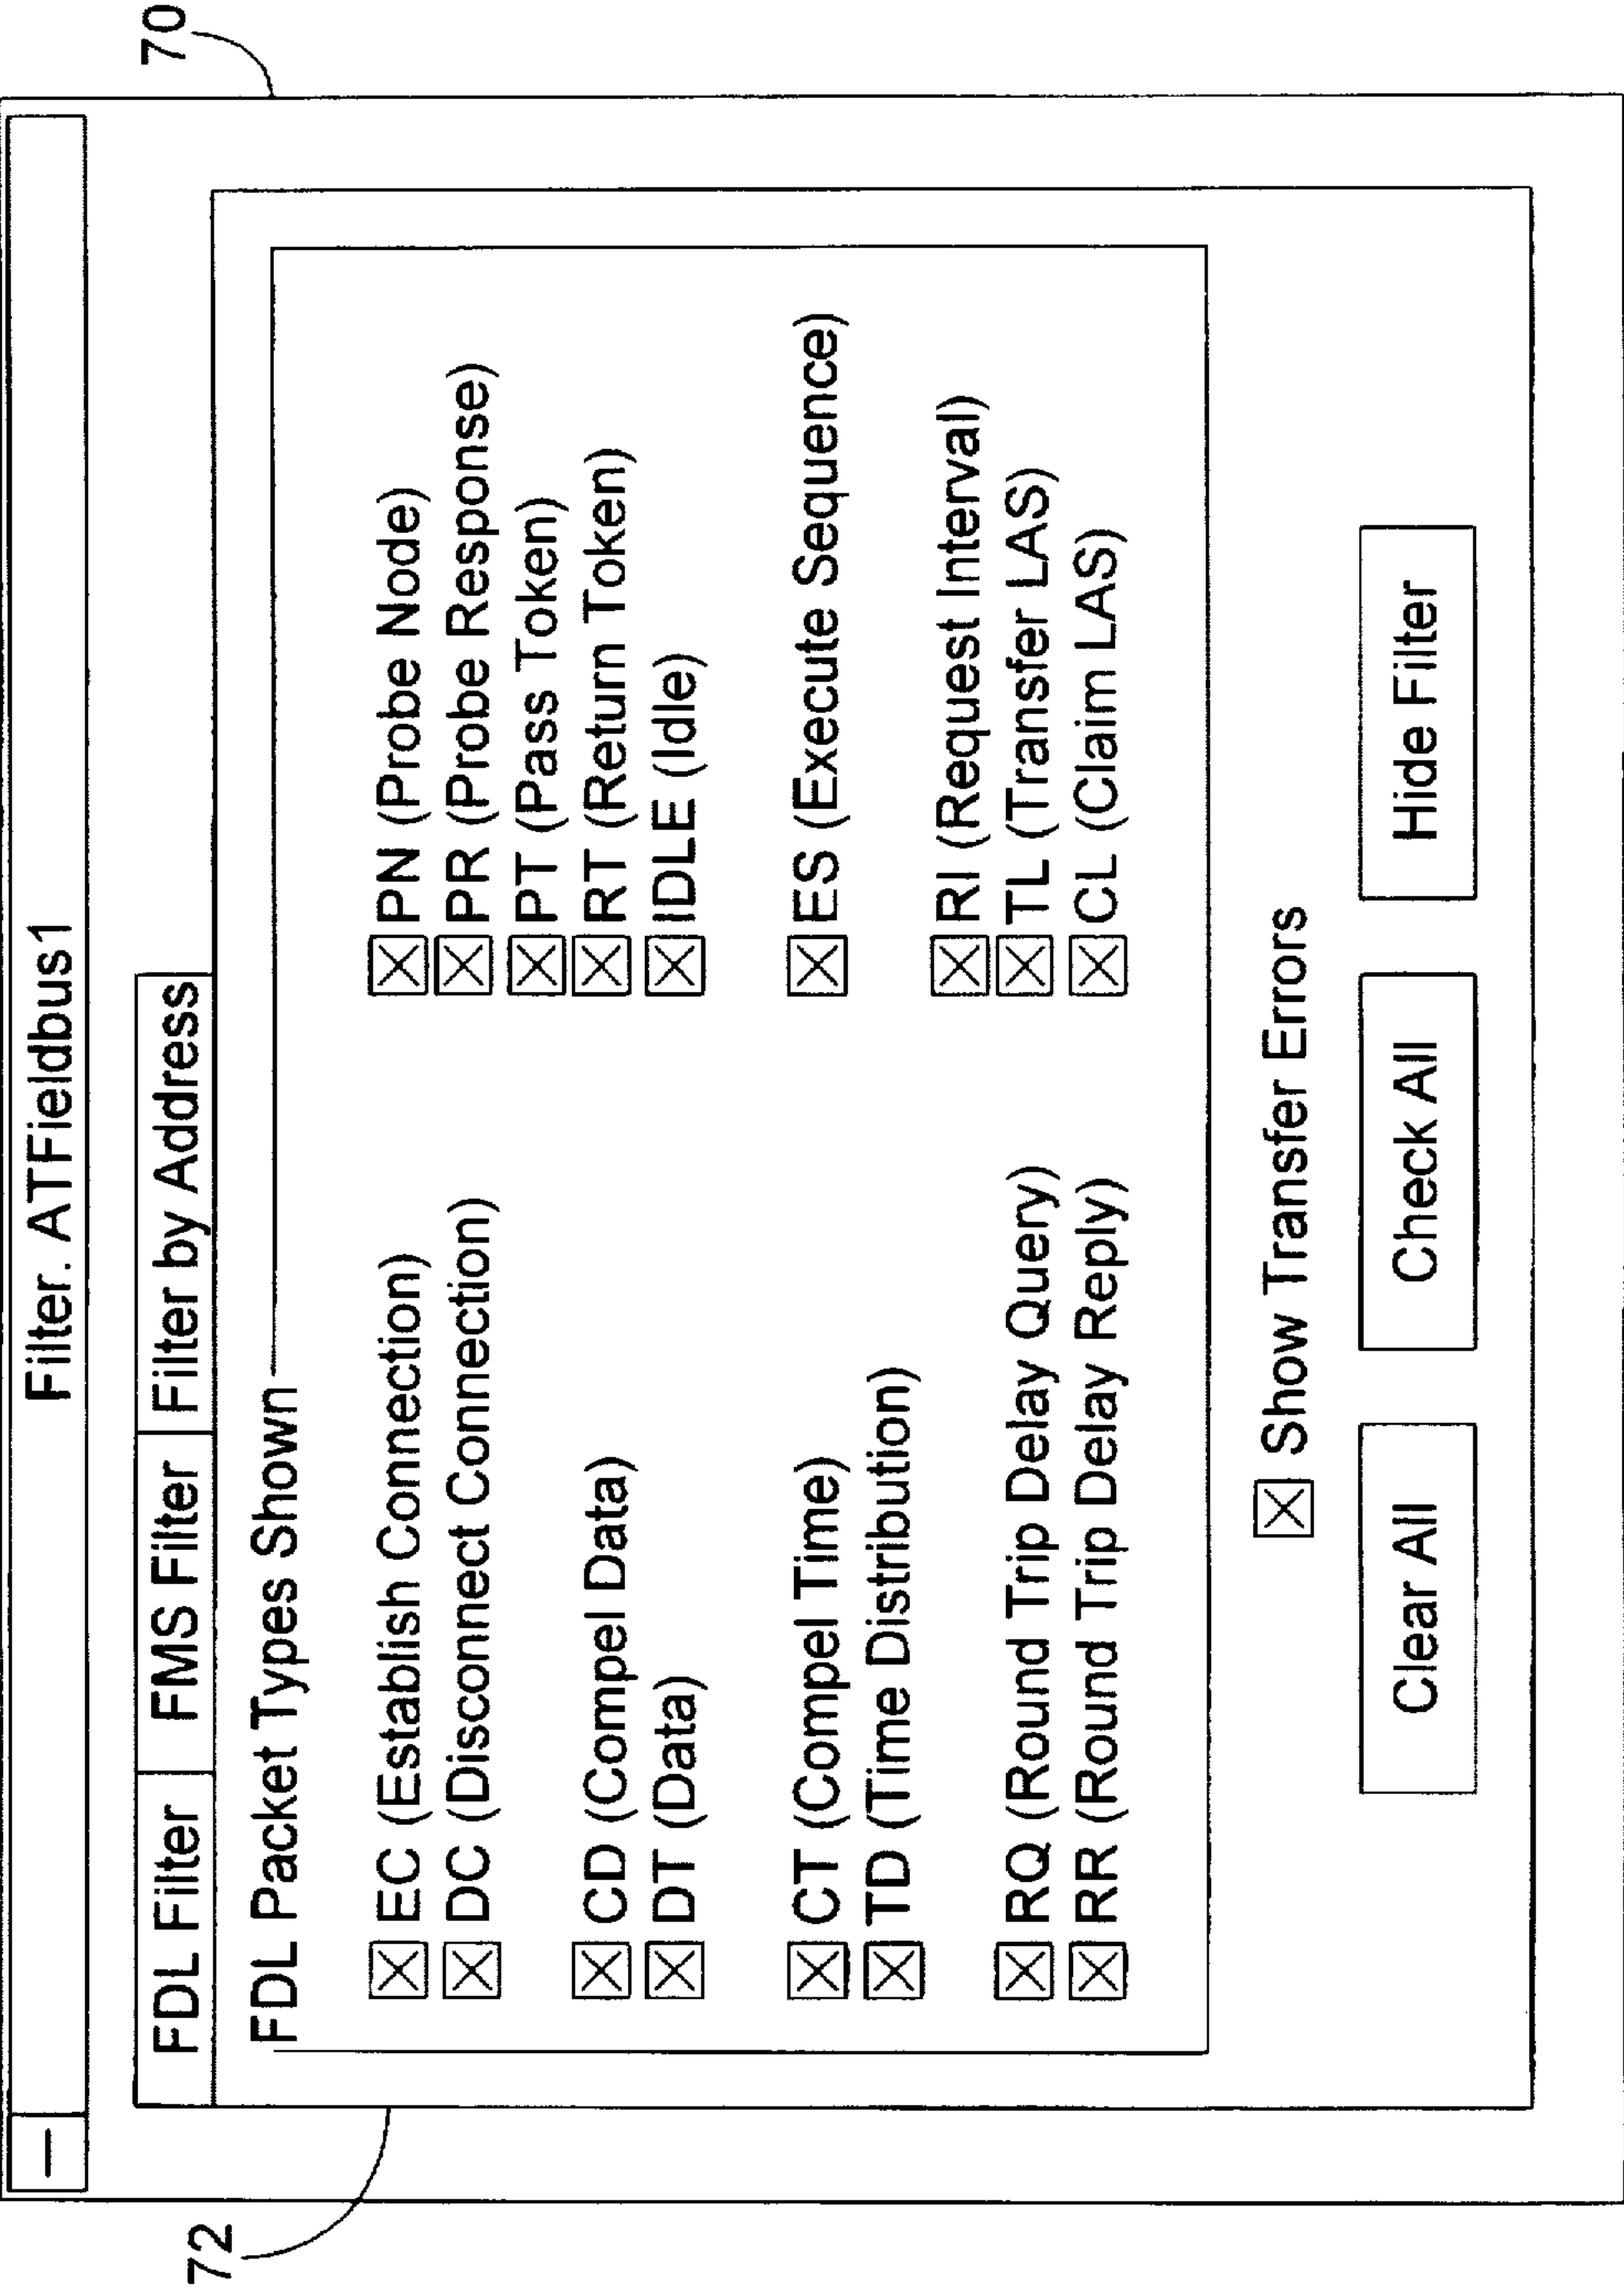 70
Filter. ATFieldbus1
FDL Filter
FMS Filter
Filter by Address
FDL Packet Types Shown
EC (Establish Connection)
DC (Disconnect Connection)
CD (Compel Data)
DT (Data)
CT (Compel Time)
TD (Time Distribution)
RQ (Round Trip Delay Query)
RR (Round Trip Delay Reply)
PN (Probe Node)
PR (Probe Response)
PT (Pass Token)
RT (Return Token)
IDLE (Idle)
ES (Execute Sequence)
RI (Request Interval)
TL (Transfer LAS)
CL (Claim LAS)
Show Transfer Errors
Clear All
Check All
Hide Filter
72